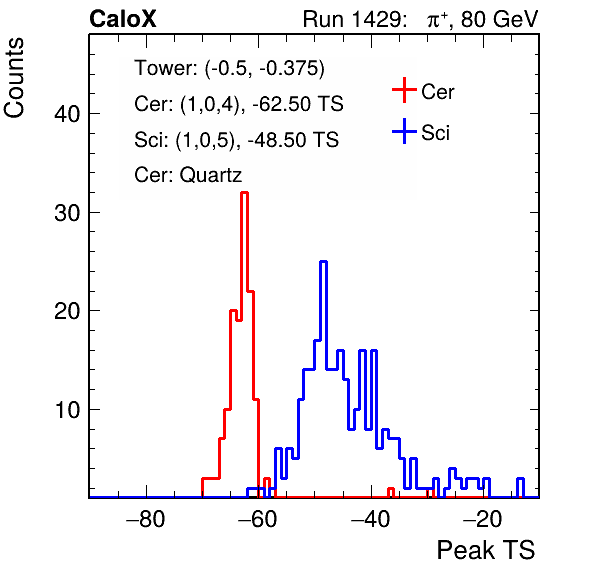 CaloX Run 1429: π+, 80 GeV
Counts
Tower: (-0.5, -0.375)
Cer: (1,0,4), -62.50 TS
Sci: (1,0,5), -48.50 TS
Cer: Quartz
Cer
Sci
40
30
20
10
−80 −60 −40 −20
Peak TS